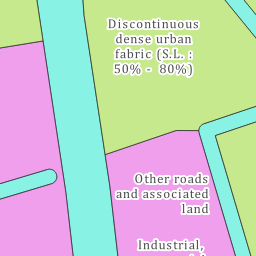 Discontinuous
dense urban
fabric (S.L. :
50% - 80%)
Other roads
and associated
land
Industrial,